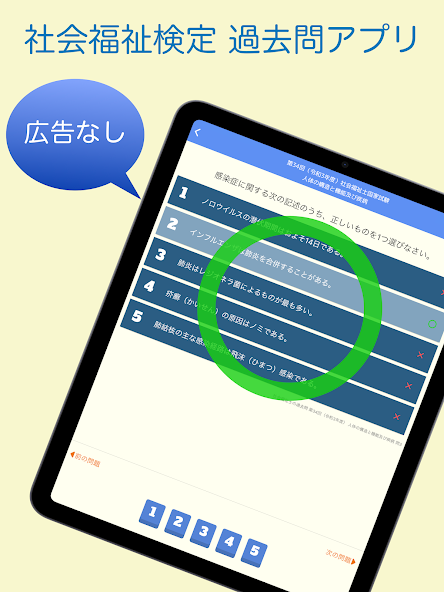 社会福祉検定 過去問アプリ
広告なし
第34回（令和3年度）社会福祉士国家試験
人体の構造と機能及び疾病
感染症に関する次の記述のうち、正しいものを1つ選びなさい。
1 ノロウイルスの潜伏期間はおよそ14日である。
2 インフルエンザは肺炎を合併することがある。
3 肺炎はレジオネラ菌によるものが最も多い。
4 疥癬（かいせん）の原因はノミである。
5 肺結核の主な感染経路は飛沫（ひまつ）感染である。
前の問題
1 2 3 4 5
次の問題